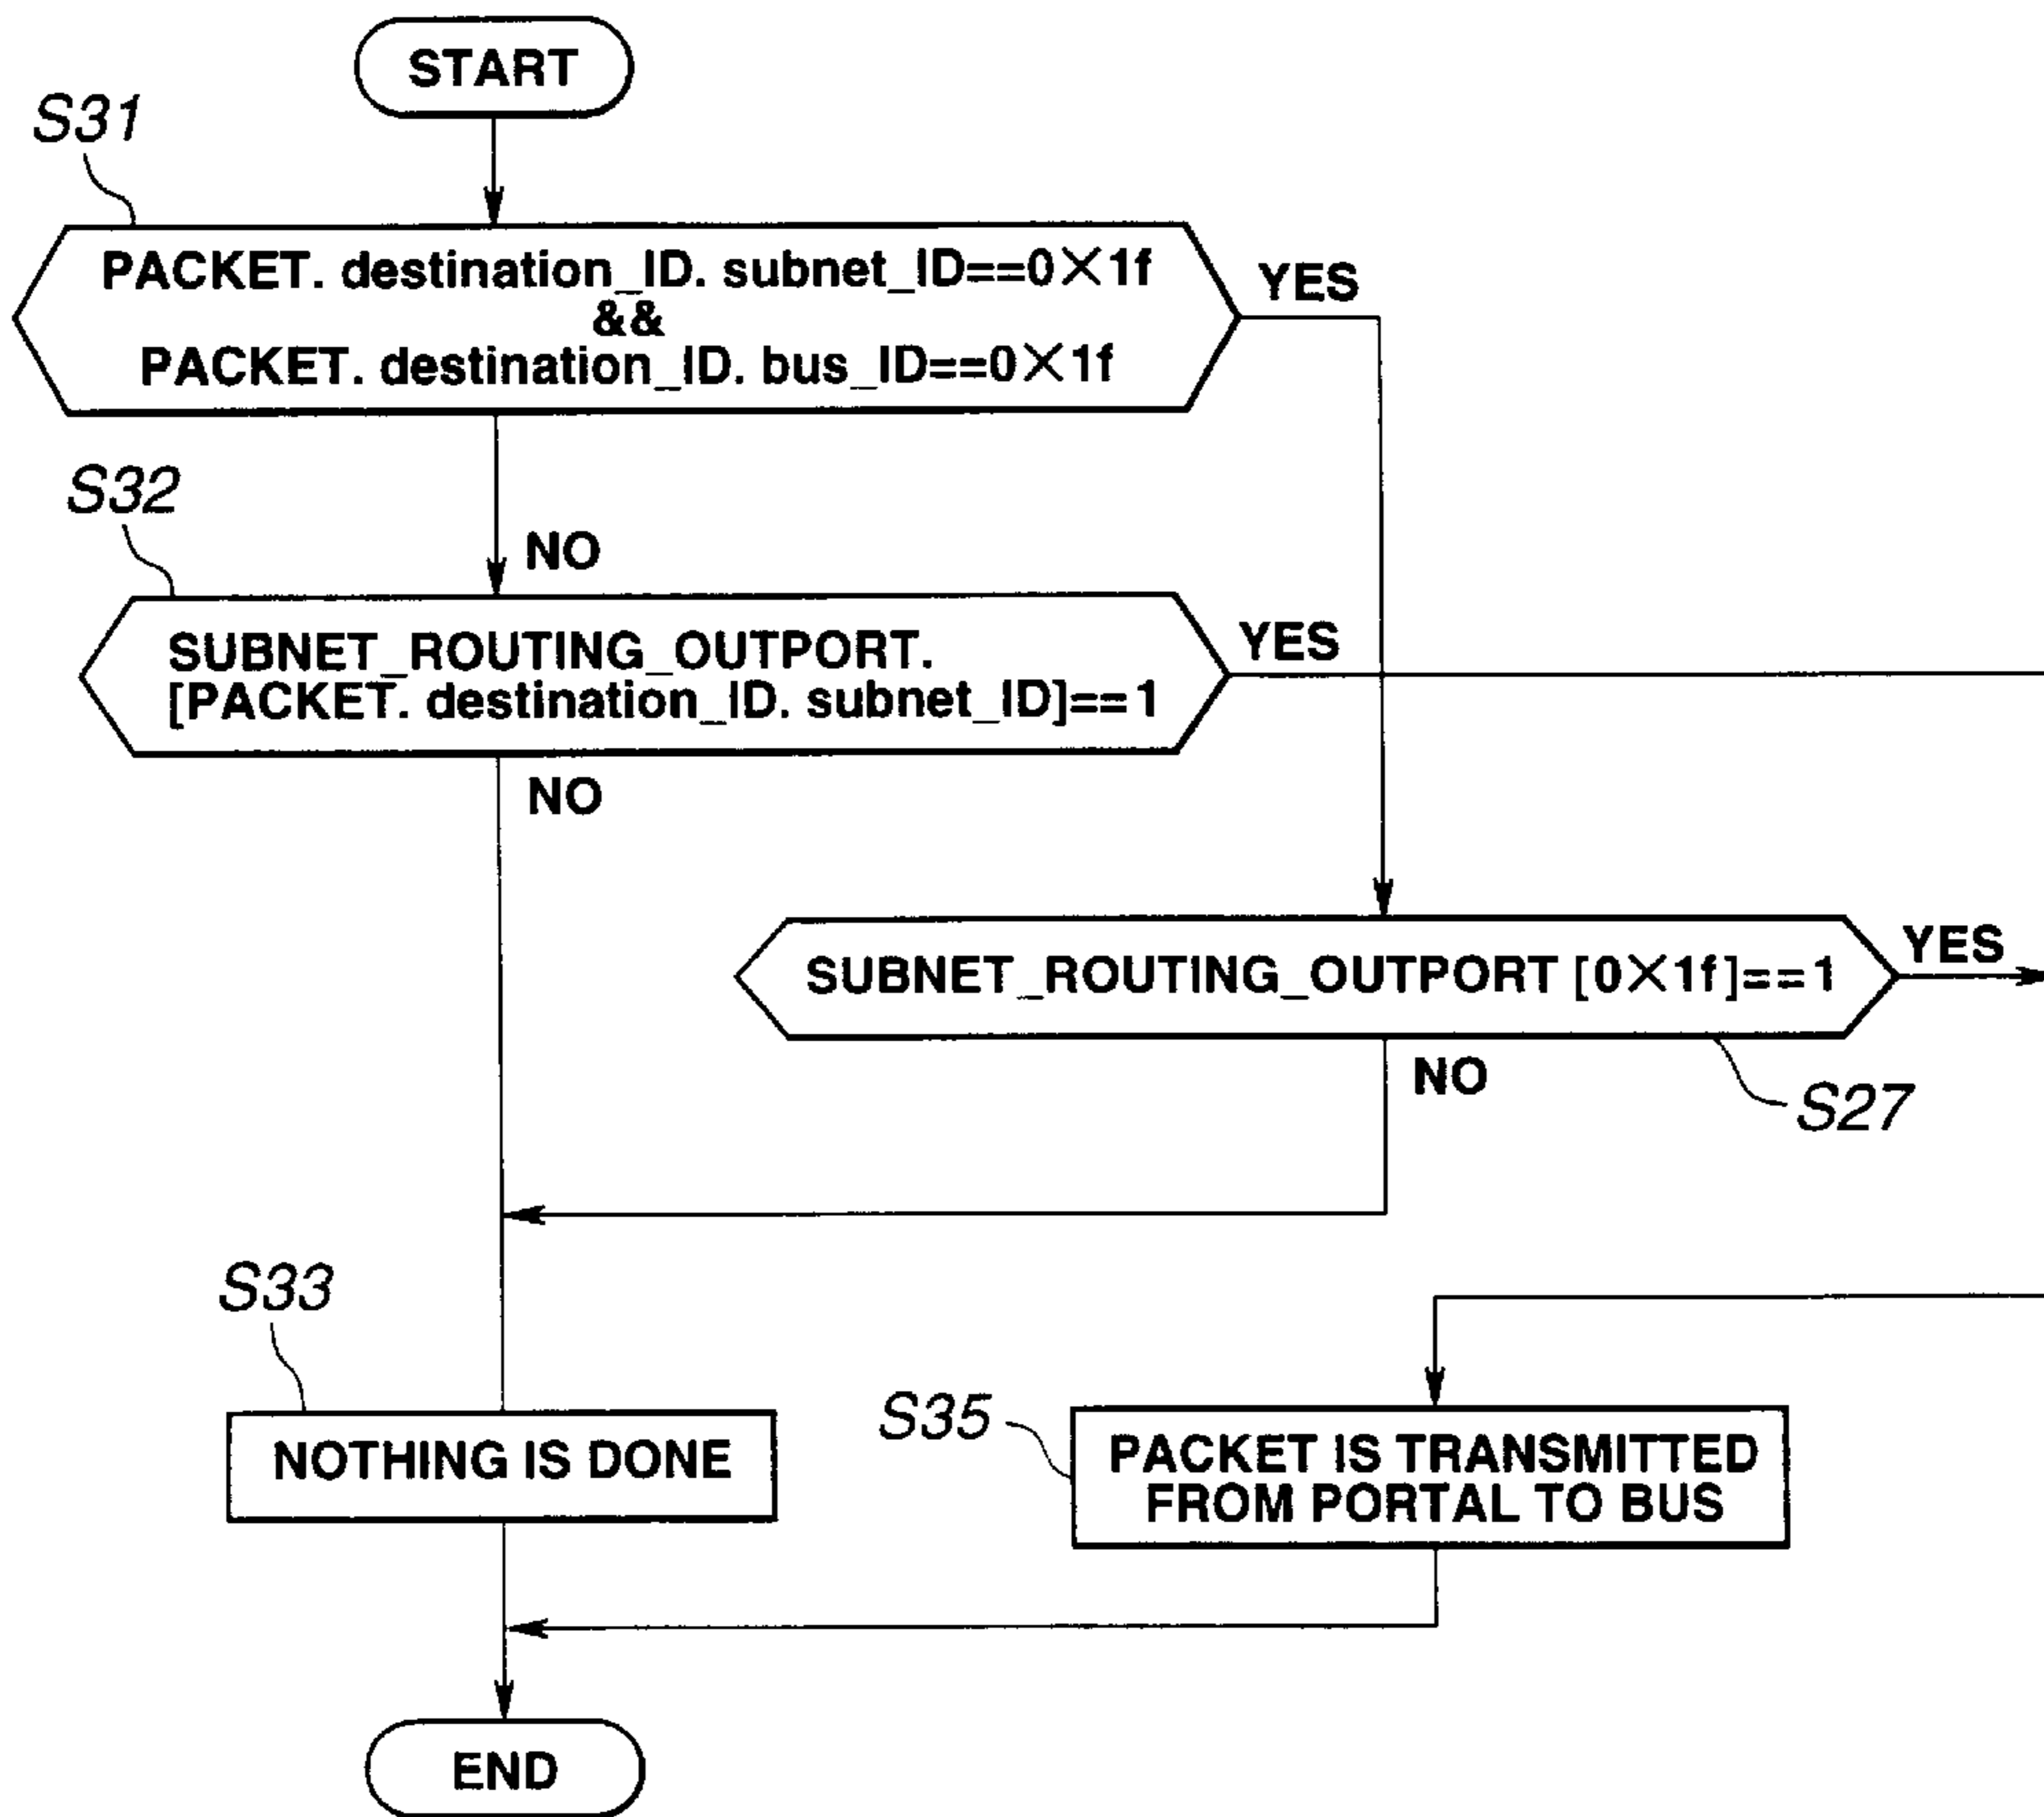 START
S31
PACKET. destination_ID. subnet_ID==0×1f
&&
PACKET. destination_ID. bus_ID==0×1f
YES
NO
S32
SUBNET_ROUTING_OUTPORT.
[PACKET. destination_ID. subnet_ID]==1
YES
NO
SUBNET_ROUTING_OUTPORT [0×1f]==1
YES
NO
S27
S33
NOTHING IS DONE
S35
PACKET IS TRANSMITTED
FROM PORTAL TO BUS
END